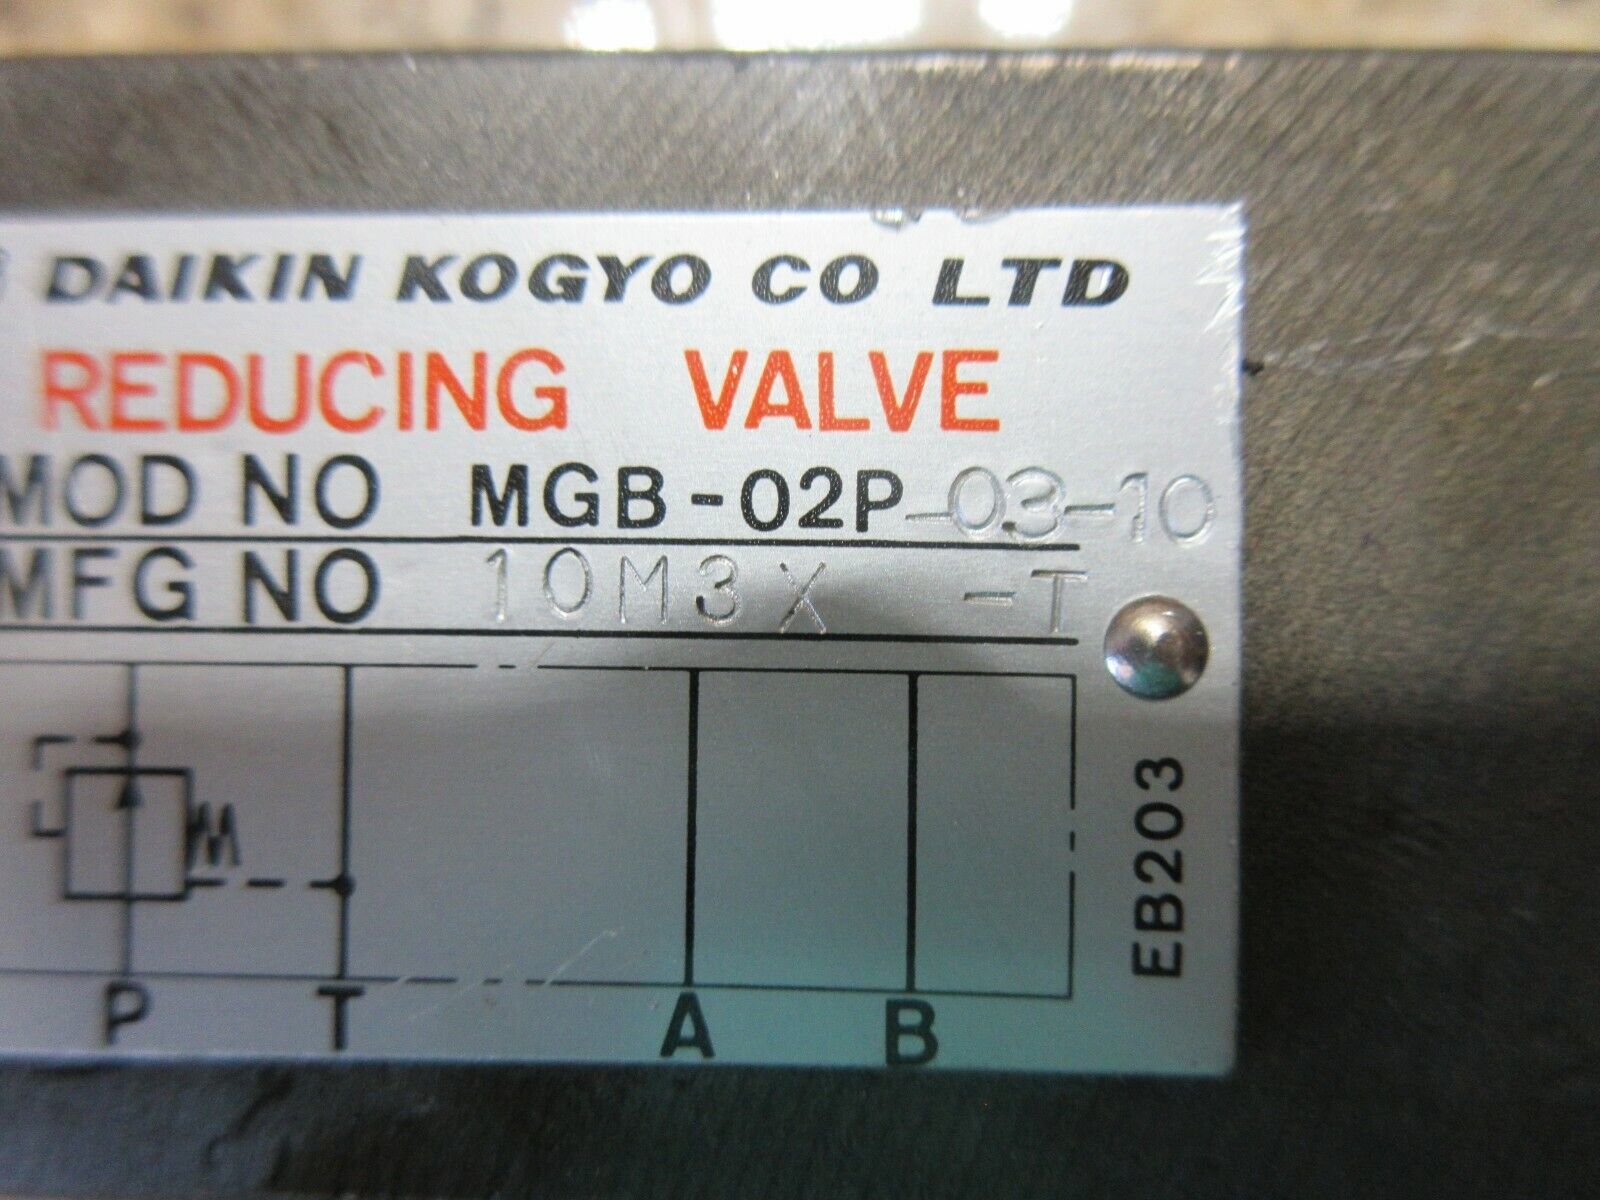 DAIKIN KOGYO CO LTD
REDUCING VALVE
MOD NO MGB-02P-03-10
MFG NO 10M3X -T
P T A B
EB203